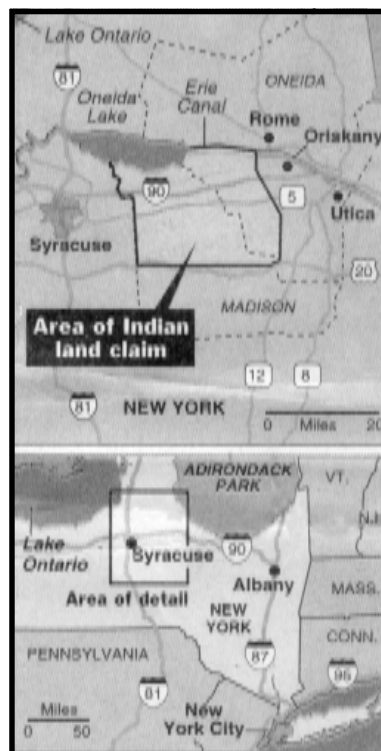 Lake Ontario
81
ONEIDA
Oneida
Lake
Erie
Canal
Rome
Oriskany
90
5
Utica
Syracuse
20
Area of Indian
land claim
MADISON
12
8
81
NEW YORK
0
20
Miles
ADIRONDACK
PARK
VT.
N.H
Lake
Ontario
Syracuse
90
Albany
MASS.
Area of detail
NEW
YORK
CONN.
PENNSYLVANIA
87
95
81
New
York City
0
50
Miles